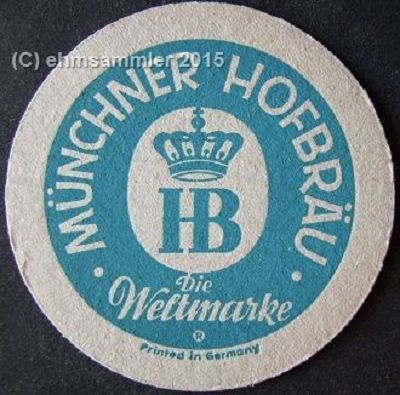 (C) ehmsammler 2015
· MÜNCHNER HOFBRÄU ·
HB
Die
Weltmarke
®
Printed in Germany